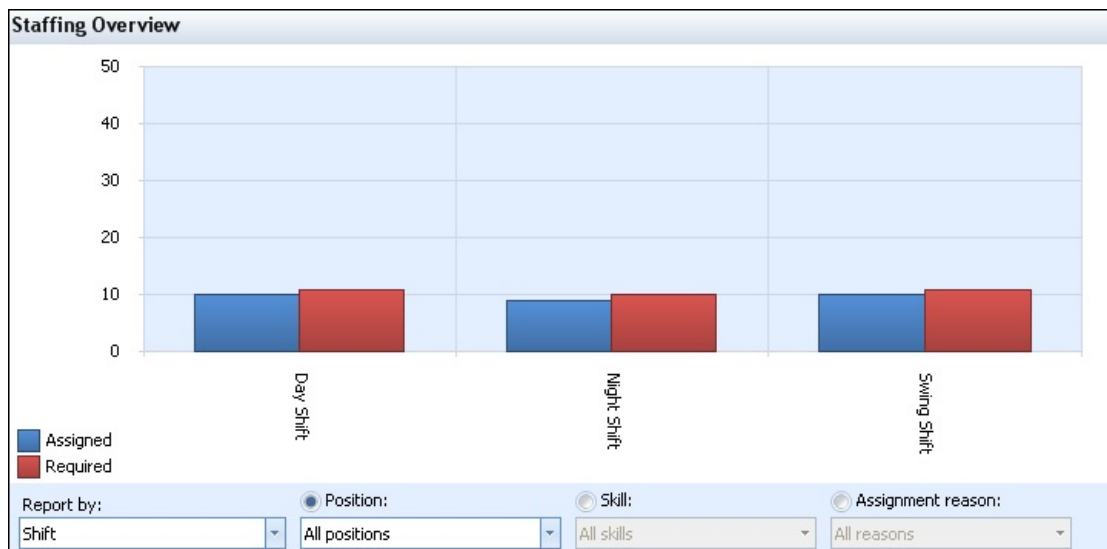 Staffing Overview
50
40
30
20
10
0
Day Shift
Night Shift
Swing Shift
Assigned
Required
Report by:
Position:
Skill:
Assignment reason:
Shift
All positions
All skills
All reasons